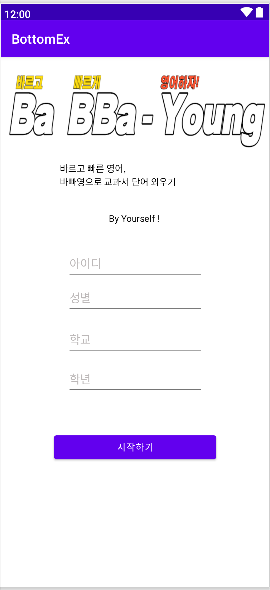 12:00
BottomEx
바르고 빠르게 영어하자!
Ba BBa - Young
바르고 빠른 영어,
바빠영으로 교과서 단어 외우기
By Yourself !
아이디
성별
학교
학년
시작하기